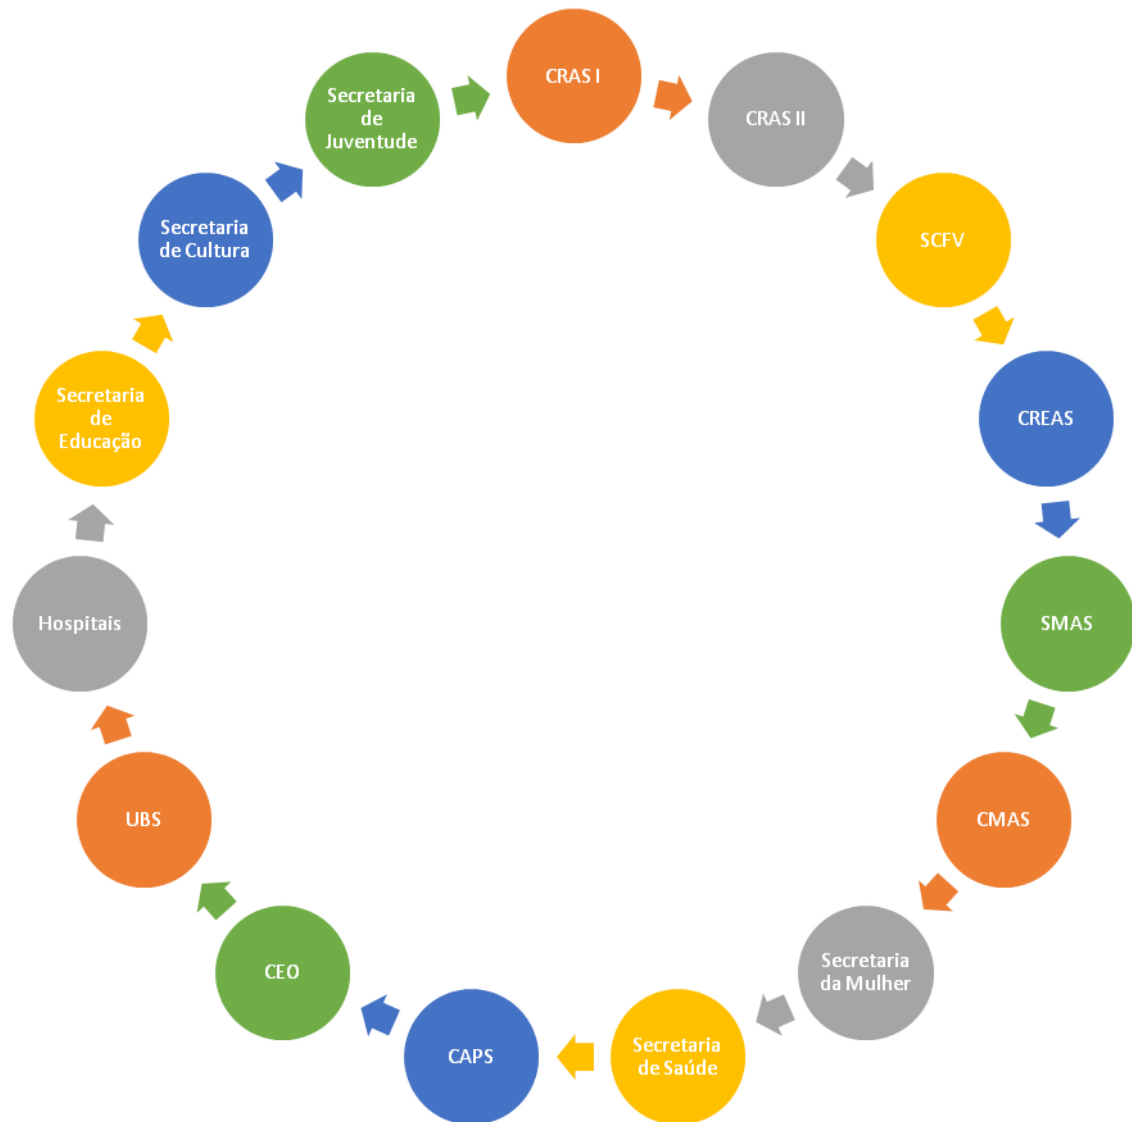 CRAS I
CRAS II
SCFV
CREAS
SMAS
CMAS
Secretaria
da Mulher
Secretaria
de Saúde
CAPS
CEO
UBS
Hospitais
Secretaria
de
Educação
Secretaria
de Cultura
Secretaria
de
Juventude